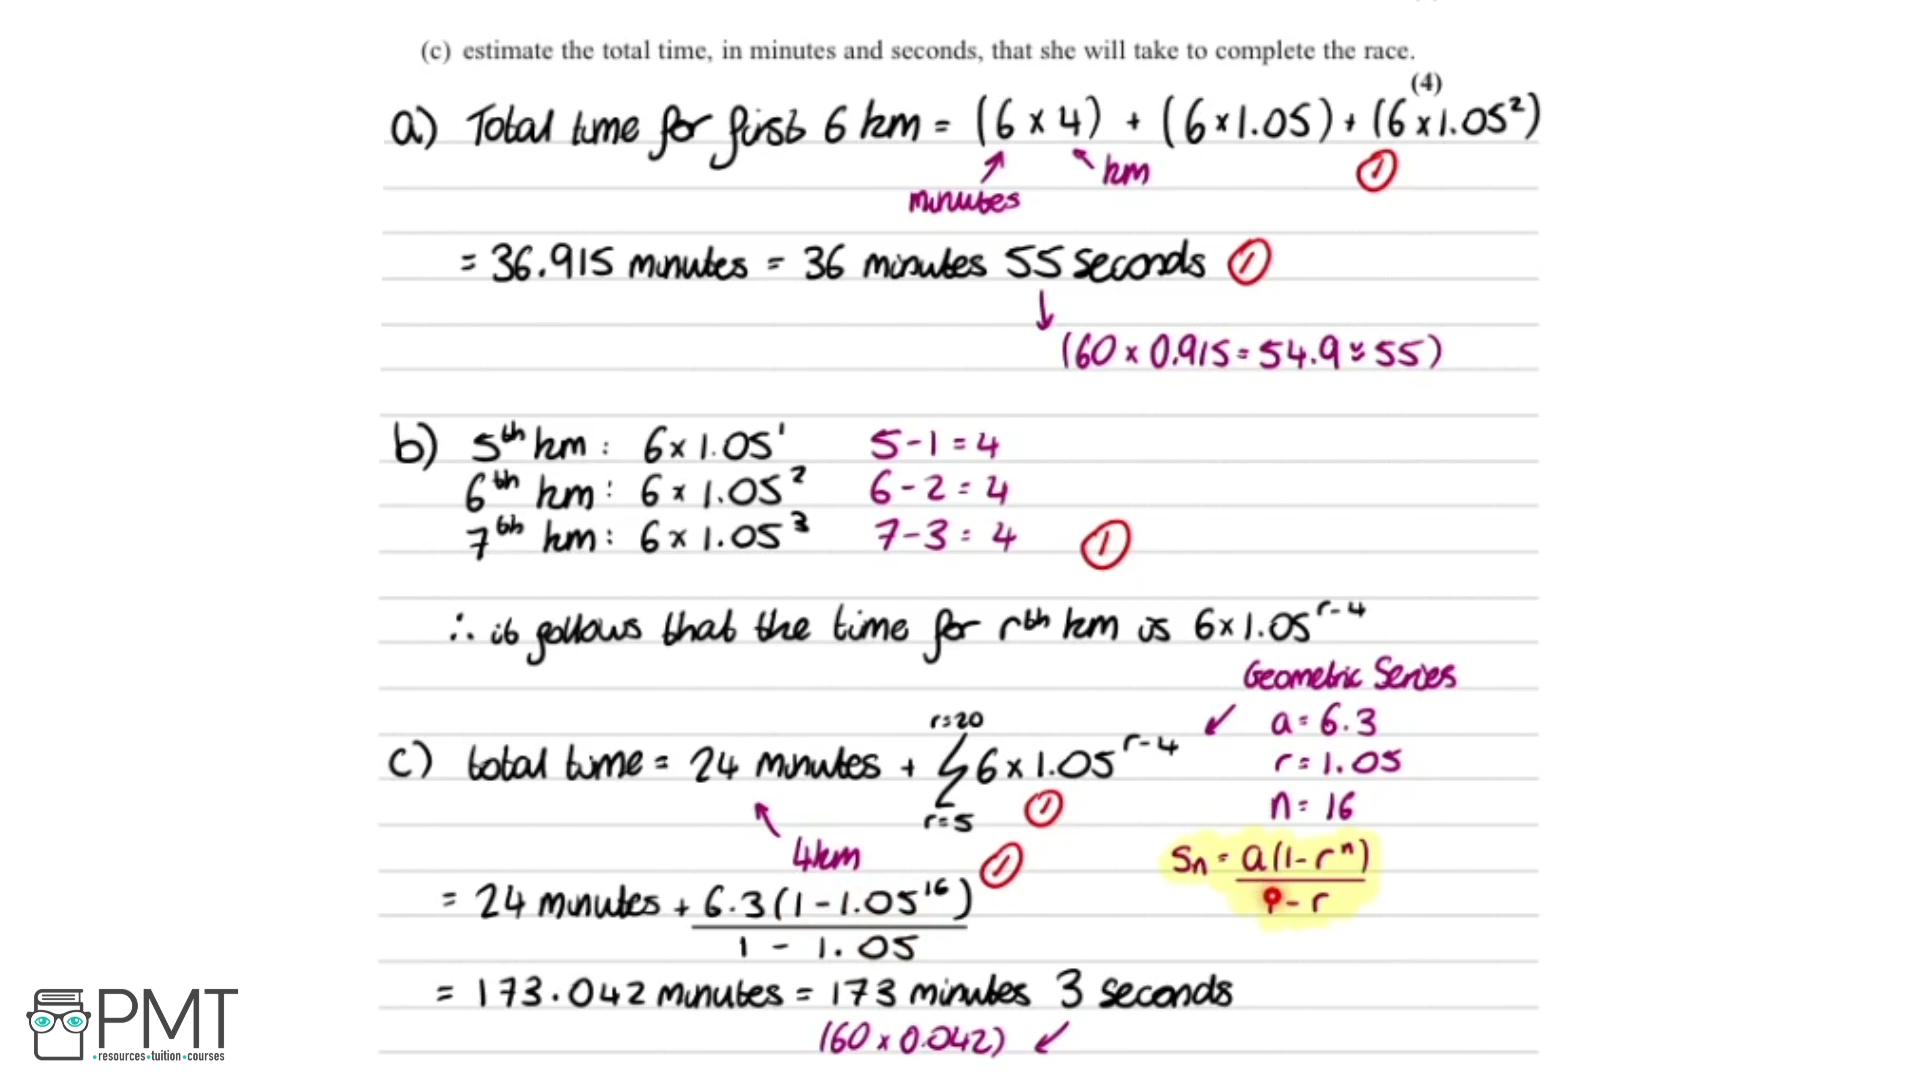 (c) estimate the total time, in minutes and seconds, that she will take to complete the race.
(4)
a) Total time for first 6 km = (6 × 4) + (6 × 1.05) + (6 × 1.05²)
minutes km ①
= 36.915 minutes = 36 minutes 55 seconds ①
(60 × 0.915 = 54.9 ≈ 55)
b) 5th km : 6 × 1.05¹ 5 - 1 = 4
6th km : 6 × 1.05² 6 - 2 = 4
7th km : 6 × 1.05³ 7 - 3 = 4 ①
∴ it follows that the time for rth km is 6 × 1.05^(r-4)
Geometric Series
a = 6.3
r = 1.05
n = 16
Sn = a(1 - rⁿ)
1 - r
r=20
c) total time = 24 minutes + Σ 6 × 1.05^(r-4)
r=5 ①
4km ①
= 24 minutes + 6.3(1 - 1.05¹⁶)
1 - 1.05
= 173.042 minutes = 173 minutes 3 seconds
(60 × 0.042)
PMT
•resources•tuition•courses